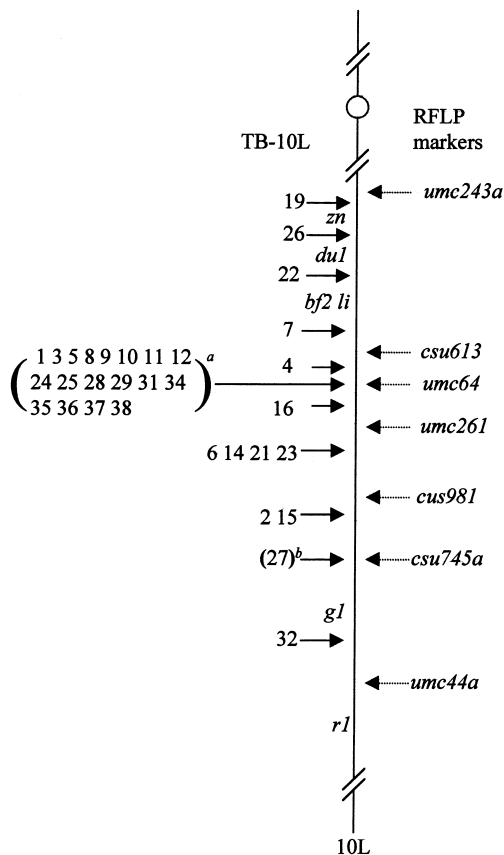 TB-10L
RFLP
markers
umc243a
19
zn
26
du1
22
bf2 li
7
csu613
4
(1 3 5 8 9 10 11 12
24 25 28 29 31 34
35 36 37 38)a
umc64
16
umc261
6 14 21 23
cus981
2 15
(27)b
csu745a
g1
32
umc44a
r1
10L